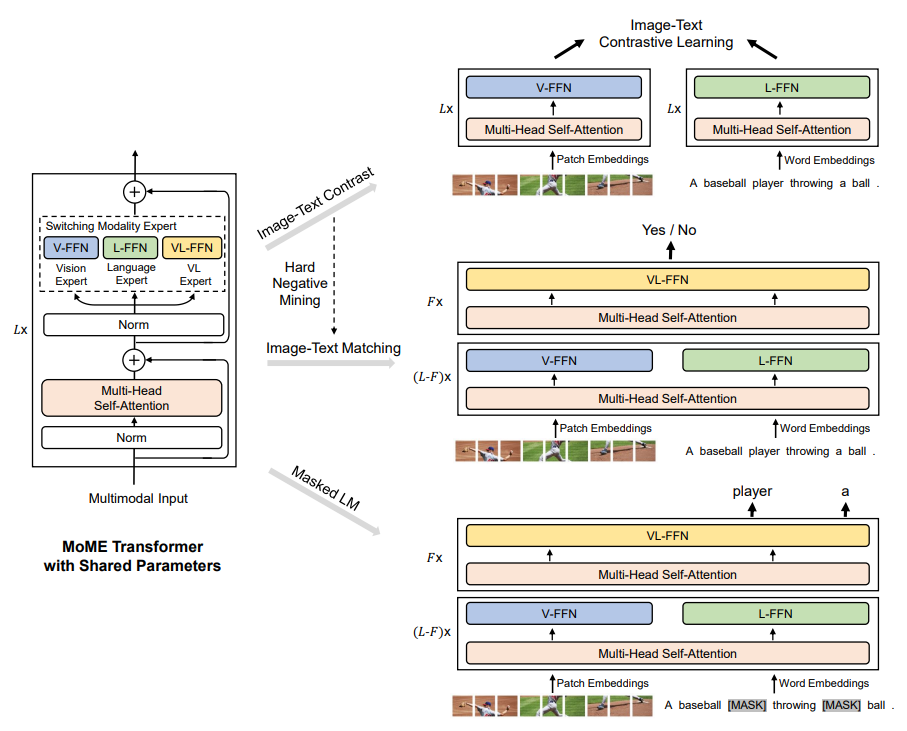 Switching Modality Expert
V-FFN
L-FFN
VL-FFN
Vision
Expert
Language
Expert
VL
Expert
Norm
Lx
Multi-Head
Self-Attention
Norm
Multimodal Input
MoME Transformer
with Shared Parameters
Image-Text Contrast
Hard
Negative
Mining
Image-Text Matching
Masked LM
Image-Text
Contrastive Learning
Lx
V-FFN
Multi-Head Self-Attention
Patch Embeddings
Lx
L-FFN
Multi-Head Self-Attention
Word Embeddings
A baseball player throwing a ball .
Yes / No
Fx
VL-FFN
Multi-Head Self-Attention
(L-F)x
V-FFN
L-FFN
Multi-Head Self-Attention
Patch Embeddings
Word Embeddings
A baseball player throwing a ball .
player
a
Fx
VL-FFN
Multi-Head Self-Attention
(L-F)x
V-FFN
L-FFN
Multi-Head Self-Attention
Patch Embeddings
Word Embeddings
A baseball [MASK] throwing [MASK] ball .